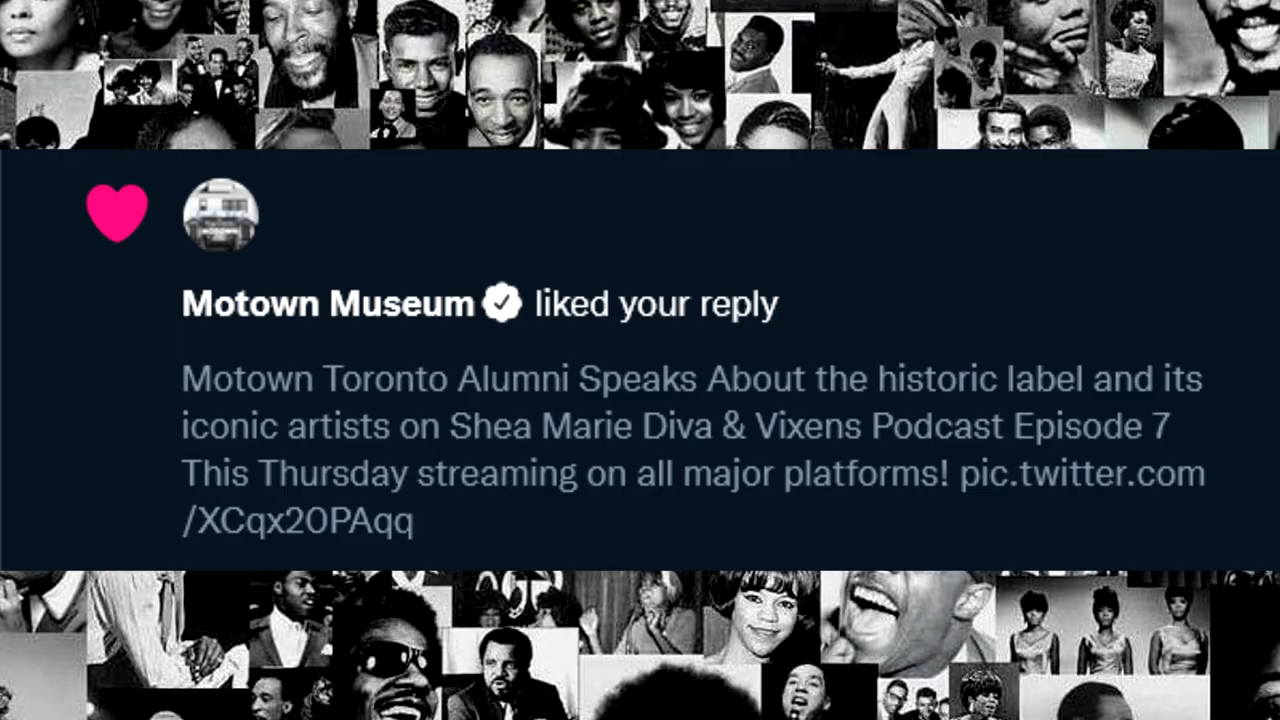 Motown Museum liked your reply
Motown Toronto Alumni Speaks About the historic label and its
iconic artists on Shea Marie Diva & Vixens Podcast Episode 7
This Thursday streaming on all major platforms! pic.twitter.com
/XCqx20PAqq